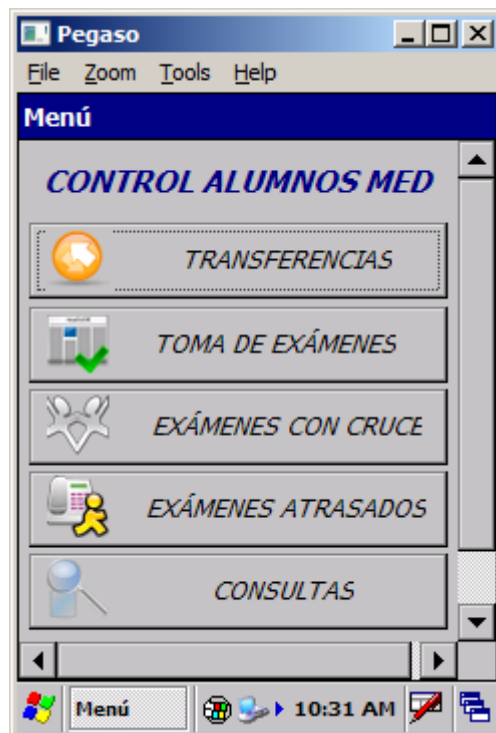 Pegaso
File Zoom Tools Help
Menú
CONTROL ALUMNOS MED
TRANSFERENCIAS
TOMA DE EXÁMENES
EXÁMENES CON CRUCE
EXÁMENES ATRASADOS
CONSULTAS
Menú 10:31 AM